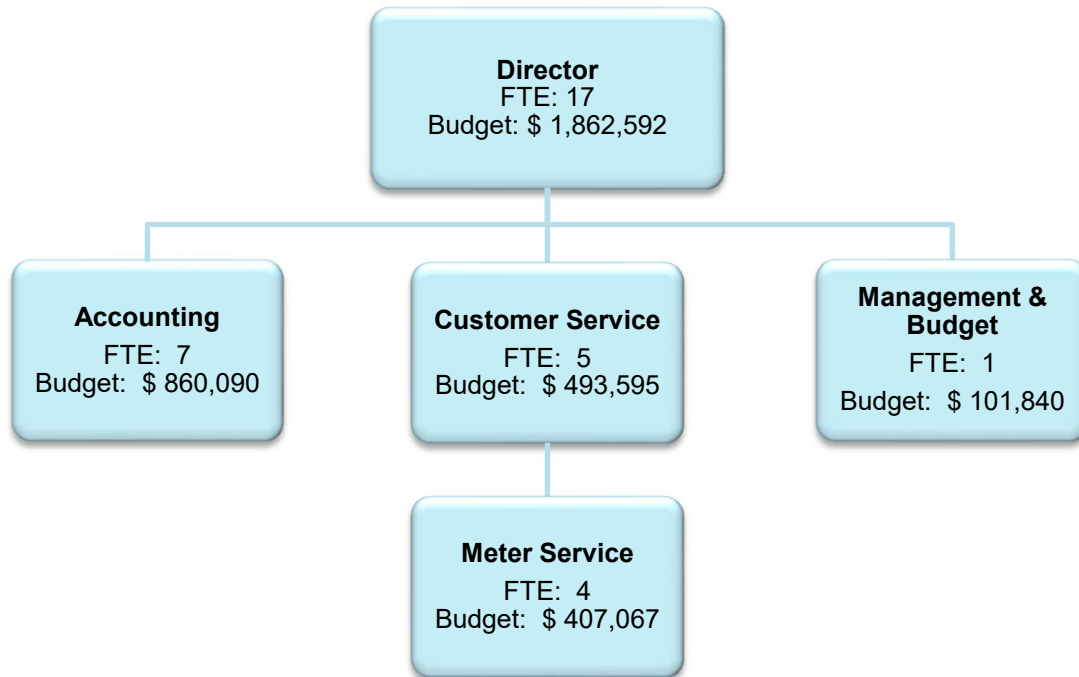 Director
FTE: 17
Budget: $ 1,862,592
Accounting
FTE: 7
Budget: $ 860,090
Customer Service
FTE: 5
Budget: $ 493,595
Management &
Budget
FTE: 1
Budget: $ 101,840
Meter Service
FTE: 4
Budget: $ 407,067